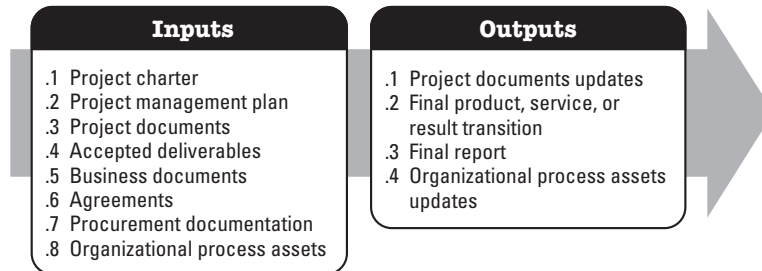 Inputs
.1 Project charter
.2 Project management plan
.3 Project documents
.4 Accepted deliverables
.5 Business documents
.6 Agreements
.7 Procurement documentation
.8 Organizational process assets
Outputs
.1 Project documents updates
.2 Final product, service, or
result transition
.3 Final report
.4 Organizational process assets
updates